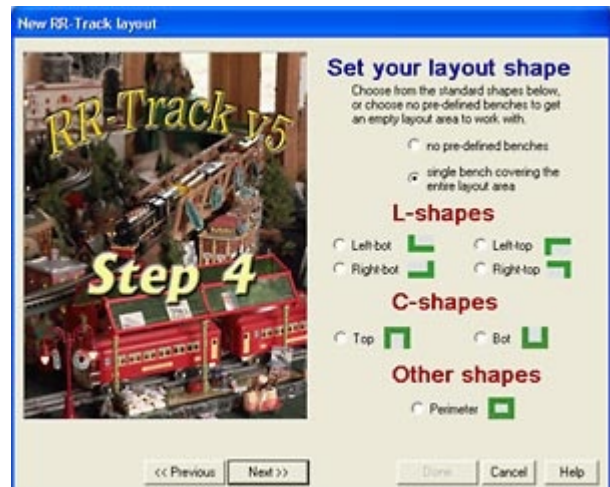 New RR-Track layout
RR-Track v5
Step 4
Set your layout shape
Choose from the standard shapes below,
or choose no pre-defined benches to get
an empty layout area to work with.
no pre-defined benches
single bench covering the
entire layout area
L-shapes
Left-bot
Left-top
Right-bot
Right-top
C-shapes
Top
Bot
Other shapes
Perimeter
<< Previous
Next >>
Done
Cancel
Help